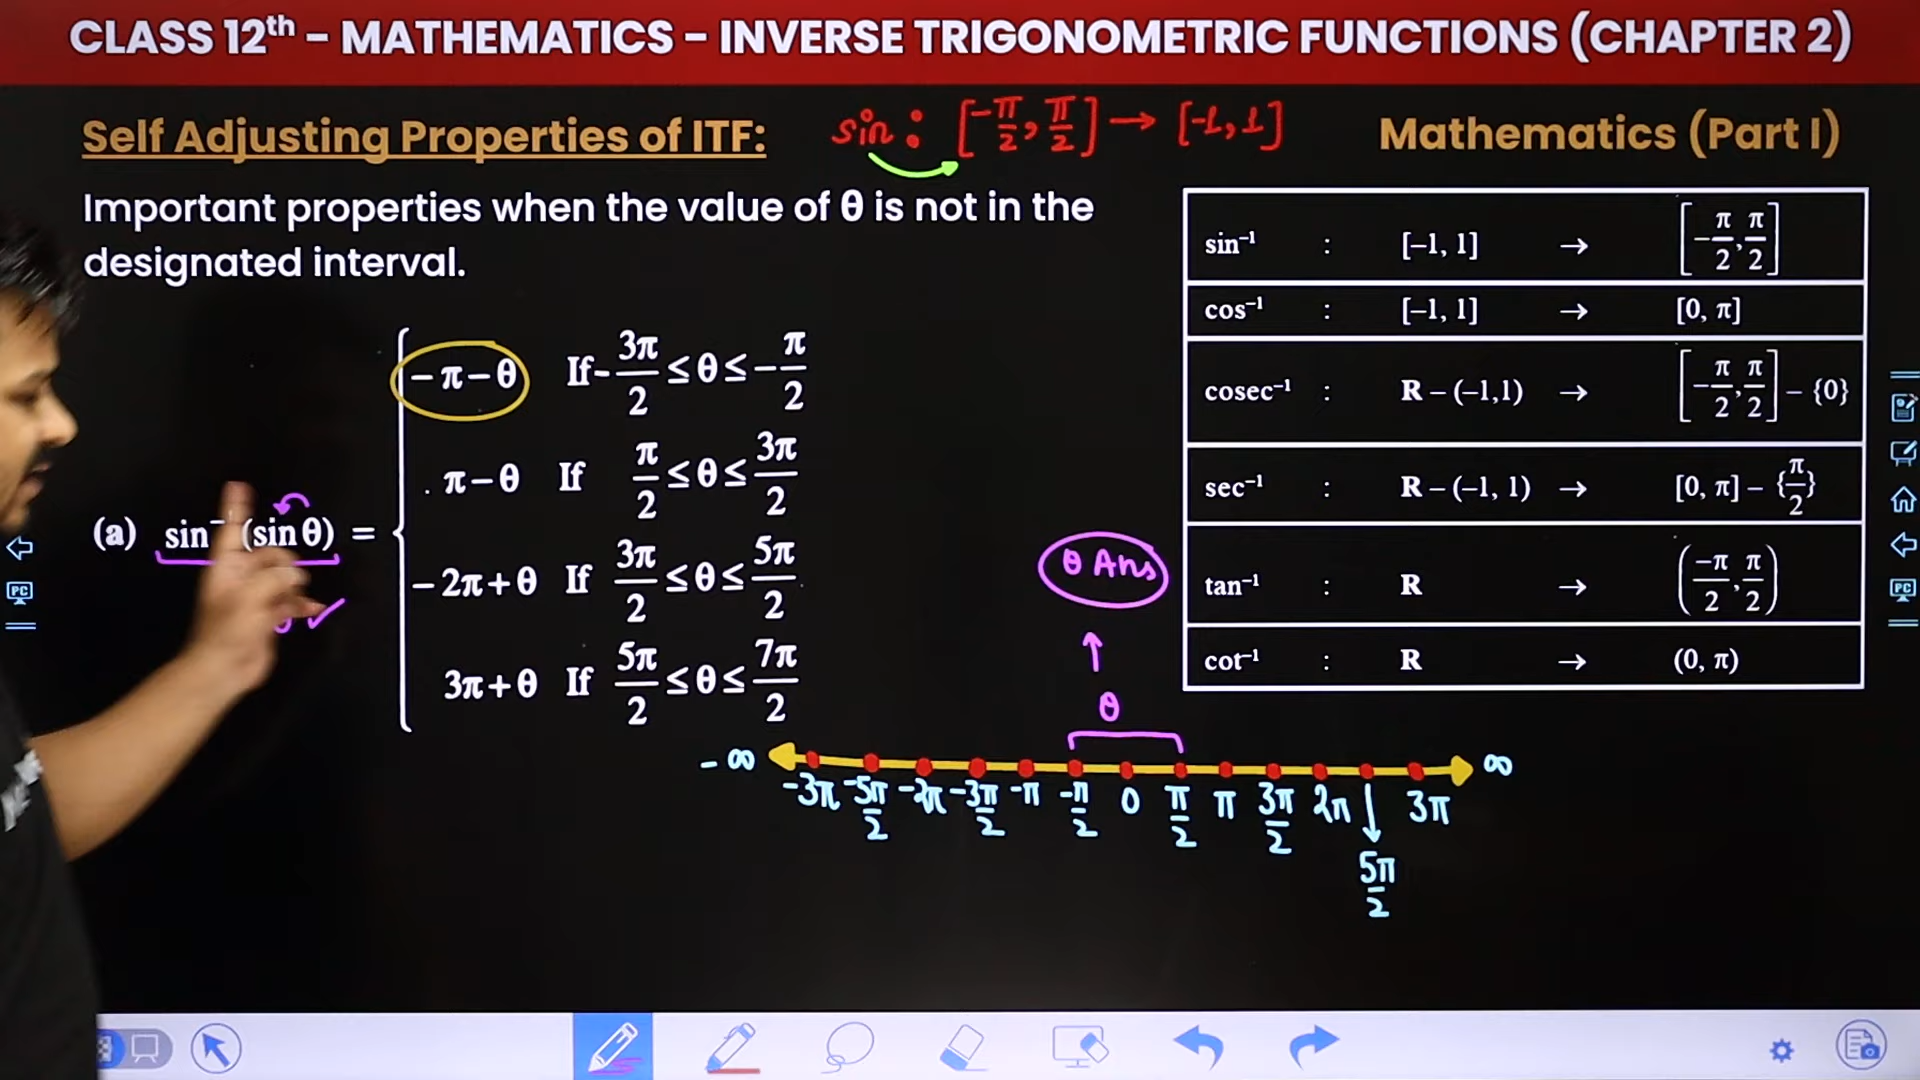 CLASS 12th – MATHEMATICS – INVERSE TRIGONOMETRIC FUNCTIONS (CHAPTER 2)
Self Adjusting Properties of ITF:
sin : [-π/2, π/2] → [-1, 1]
Mathematics (Part I)
Important properties when the value of θ is not in the
designated interval.
(a) sin⁻ (sin θ) =
-π-θ If -3π/2 ≤ θ ≤ -π/2
. π-θ If π/2 ≤ θ ≤ 3π/2
-2π+θ If 3π/2 ≤ θ ≤ 5π/2
3π+θ If 5π/2 ≤ θ ≤ 7π/2
sin⁻¹ : [–1, 1] → [-π/2, π/2]
cos⁻¹ : [–1, 1] → [0, π]
cosec⁻¹ : R – (–1,1) → [-π/2, π/2] – {0}
sec⁻¹ : R – (–1, 1) → [0, π] – {π/2}
tan⁻¹ : R → (-π/2, π/2)
cot⁻¹ : R → (0, π)
θ Ans
θ
-∞ ∞
-3π -5π/2 -2π -3π/2 -π -π/2 0 π/2 π 3π/2 2π 3π
5π/2
PC
PC